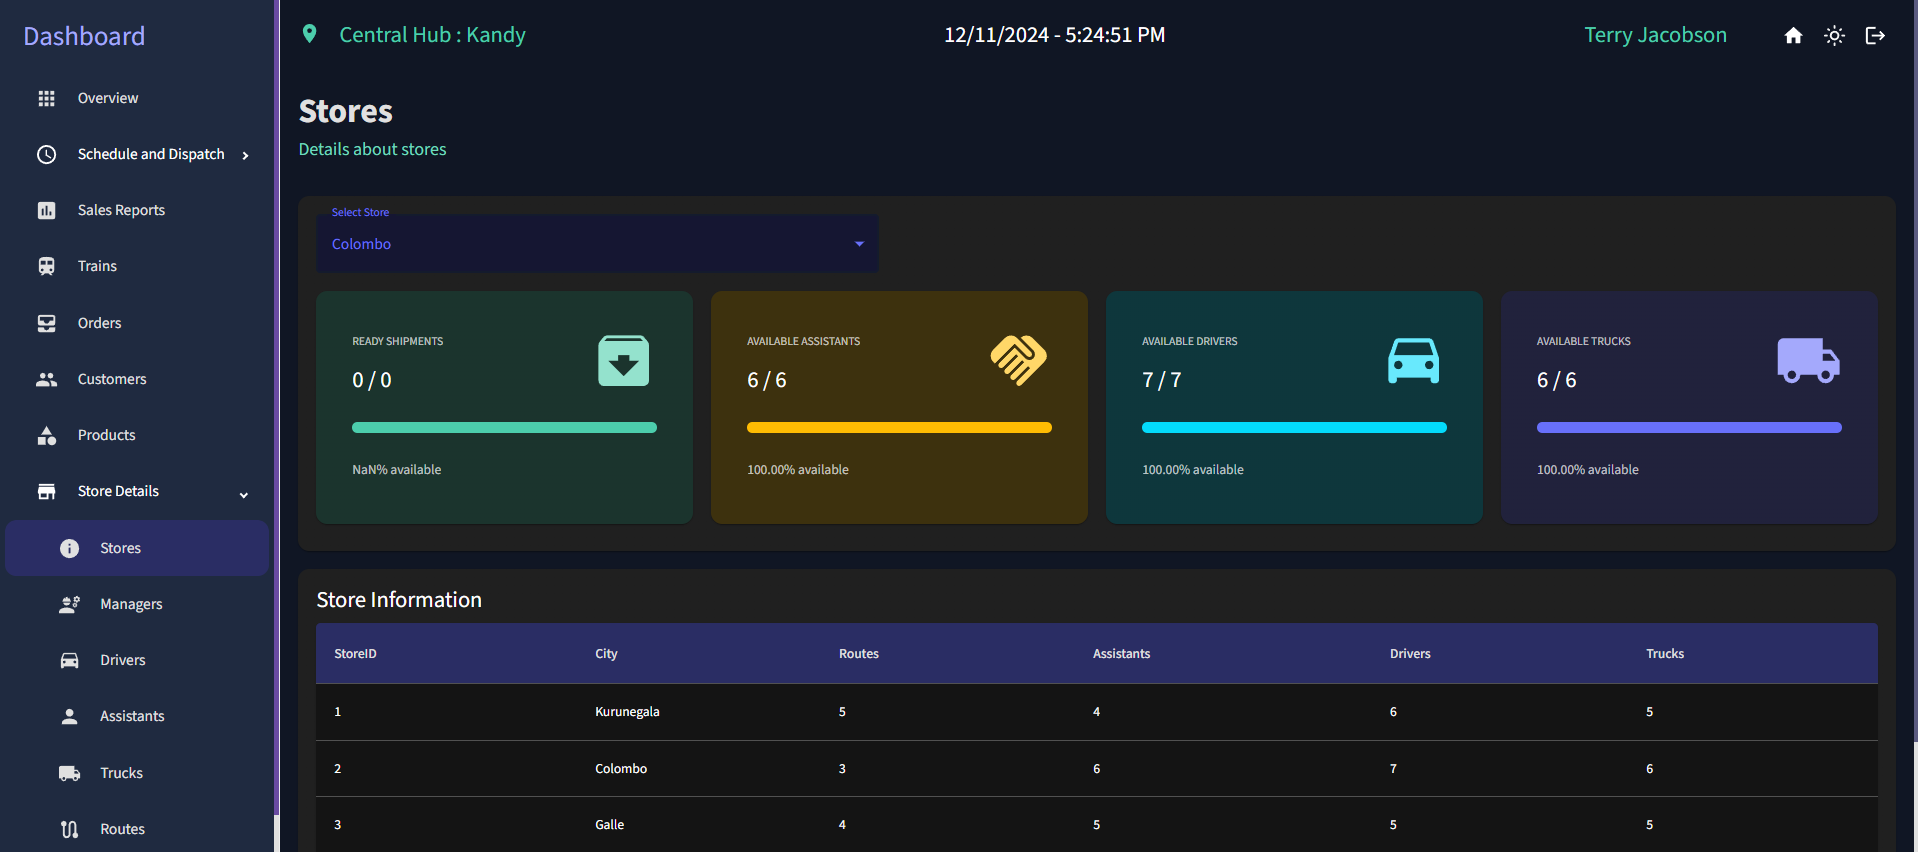 Dashboard
Overview
Schedule and Dispatch
Sales Reports
Trains
Orders
Customers
Products
Store Details
Stores
Managers
Drivers
Assistants
Trucks
Routes
Central Hub : Kandy
12/11/2024 - 5:24:51 PM
Terry Jacobson
Stores
Details about stores
Select Store
Colombo
READY SHIPMENTS
0 / 0
NaN% available
AVAILABLE ASSISTANTS
6 / 6
100.00% available
AVAILABLE DRIVERS
7 / 7
100.00% available
AVAILABLE TRUCKS
6 / 6
100.00% available
Store Information
StoreID City Routes Assistants Drivers Trucks
1 Kurunegala 5 4 6 5
2 Colombo 3 6 7 6
3 Galle 4 5 5 5